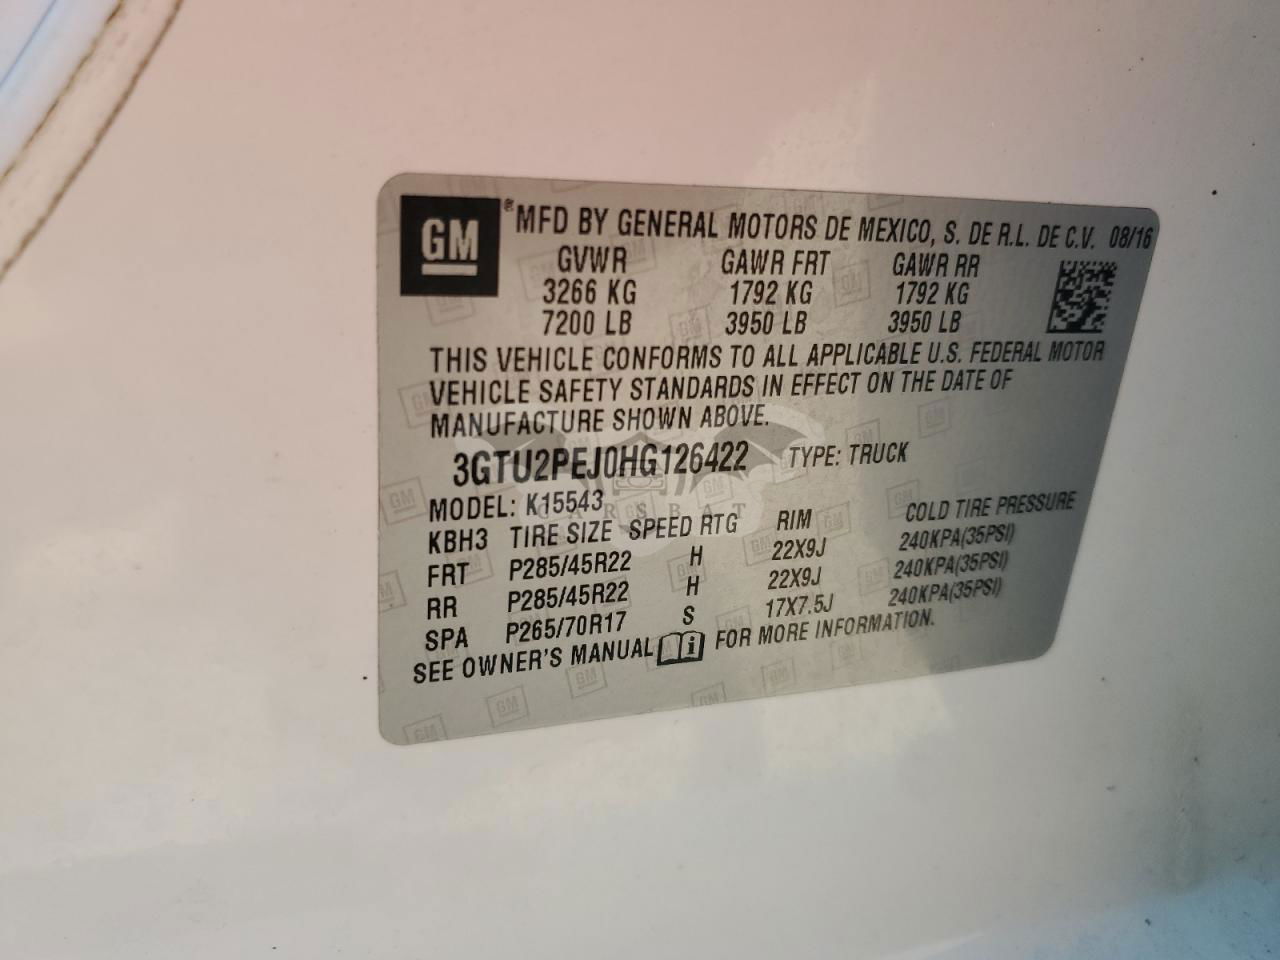 GM ® MFD BY GENERAL MOTORS DE MEXICO, S. DE R.L. DE C.V. 08/16
GVWR GAWR FRT GAWR RR
3266 KG 1792 KG 1792 KG
7200 LB 3950 LB 3950 LB
THIS VEHICLE CONFORMS TO ALL APPLICABLE U.S. FEDERAL MOTOR
VEHICLE SAFETY STANDARDS IN EFFECT ON THE DATE OF
MANUFACTURE SHOWN ABOVE.
3GTU2PEJ0HG126422 TYPE: TRUCK
MODEL: K15543
CARSBAT
KBH3 TIRE SIZE SPEED RTG RIM COLD TIRE PRESSURE
FRT P285/45R22 H 22X9J 240KPA(35PSI)
RR P285/45R22 H 22X9J 240KPA(35PSI)
SPA P265/70R17 S 17X7.5J 240KPA(35PSI)
SEE OWNER'S MANUAL i FOR MORE INFORMATION.